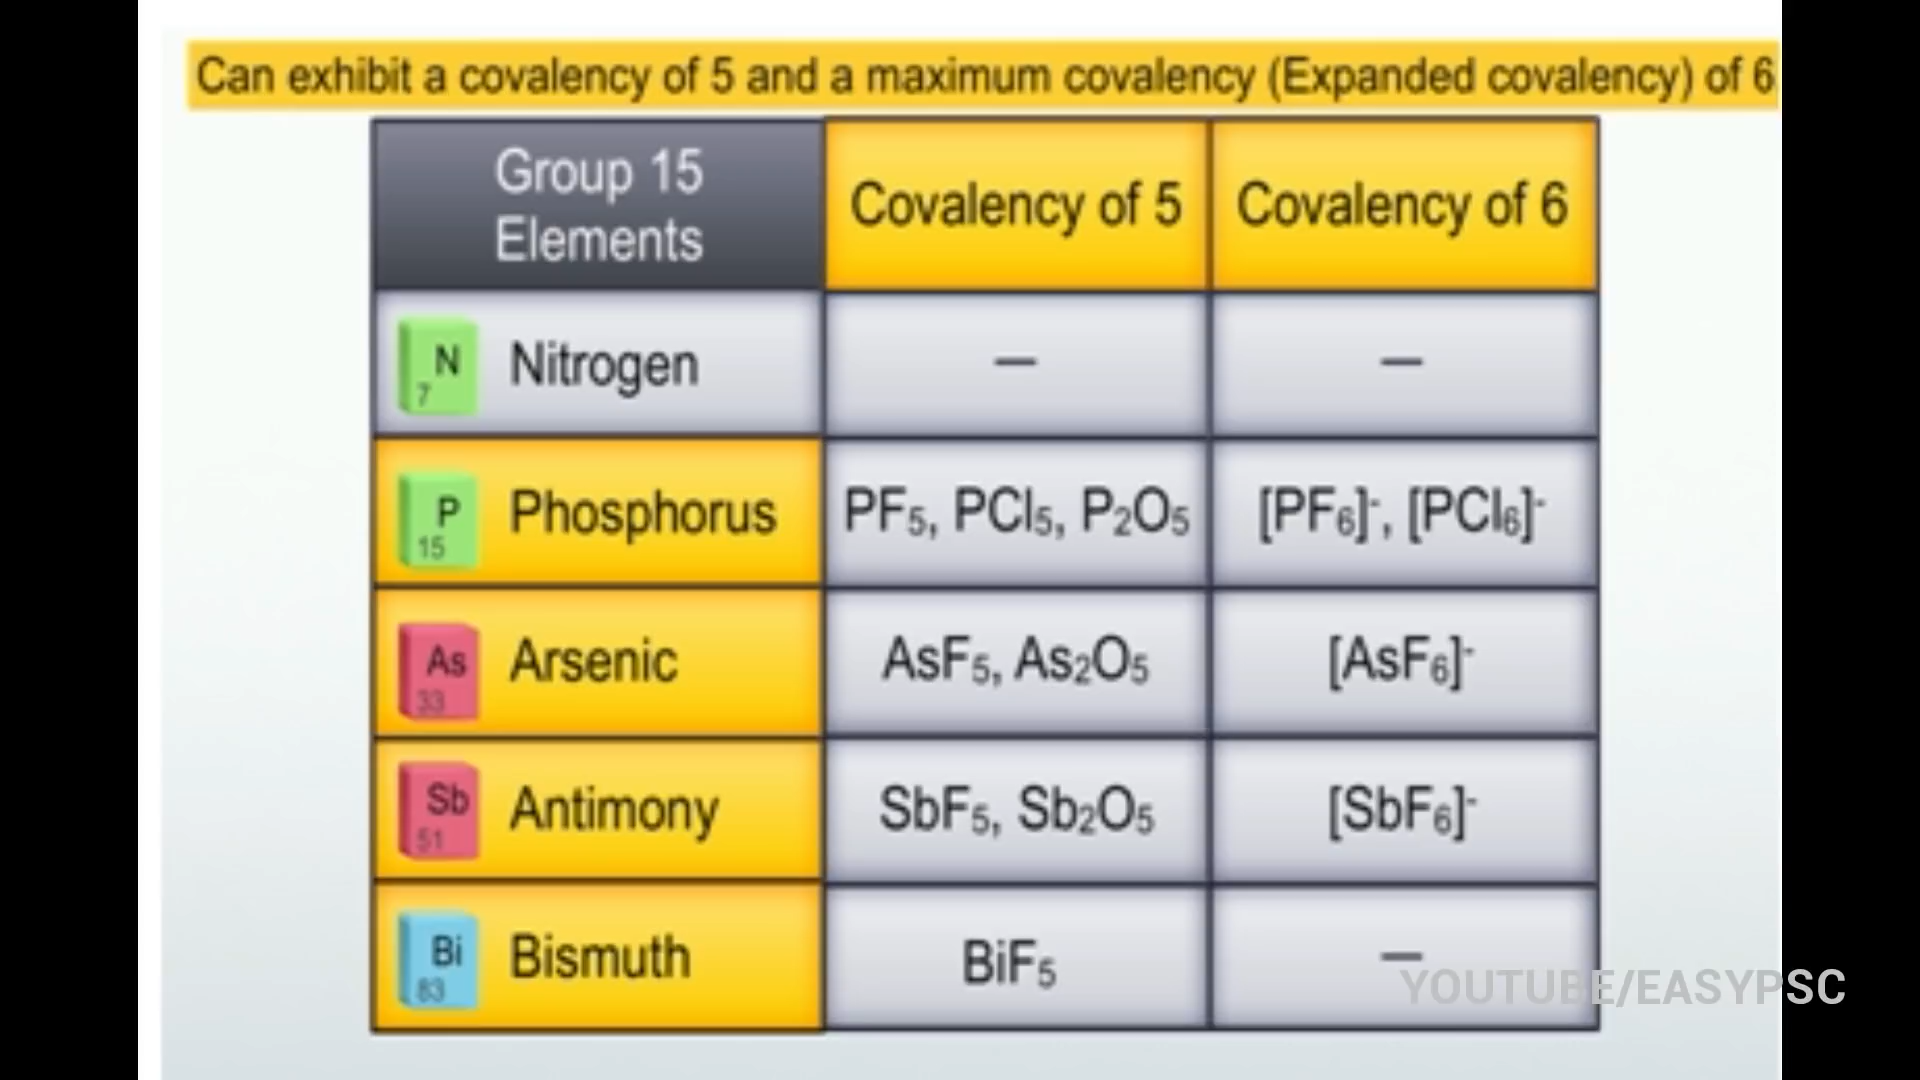 Can exhibit a covalency of 5 and a maximum covalency (Expanded covalency) of 6
Group 15
Elements
Covalency of 5
Covalency of 6
N
7
Nitrogen
—
—
P
15
Phosphorus
PF₅, PCl₅, P₂O₅
[PF₆]⁻, [PCl₆]⁻
As
33
Arsenic
AsF₅, As₂O₅
[AsF₆]⁻
Sb
51
Antimony
SbF₅, Sb₂O₅
[SbF₆]⁻
Bi
83
Bismuth
BiF₅
—
YOUTUBE/EASYPSC